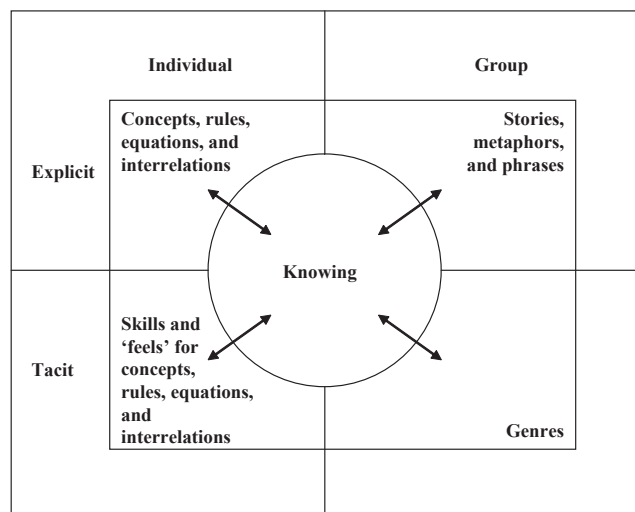 Individual
Group
Explicit
Concepts, rules,
equations, and
interrelations
Stories,
metaphors,
and phrases
Knowing
Tacit
Skills and
‘feels’ for
concepts,
rules, equations,
and
interrelations
Genres